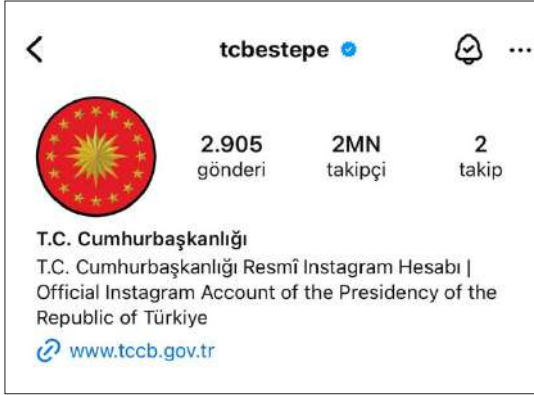 tcbestepe
2.905 2MN 2
gönderi takipçi takip
T.C. Cumhurbaşkanlığı
T.C. Cumhurbaşkanlığı Resmî Instagram Hesabı |
Official Instagram Account of the Presidency of the
Republic of Türkiye
www.tccb.gov.tr